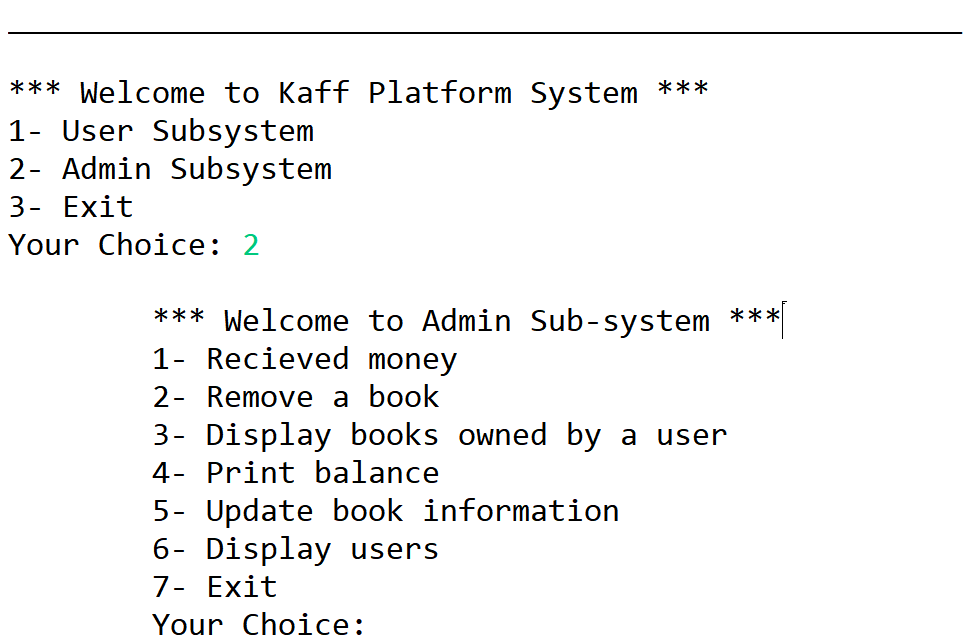 *** Welcome to Kaff Platform System ***
1- User Subsystem
2- Admin Subsystem
3- Exit
Your Choice: 2
*** Welcome to Admin Sub-system ***
1- Recieved money
2- Remove a book
3- Display books owned by a user
4- Print balance
5- Update book information
6- Display users
7- Exit
Your Choice: